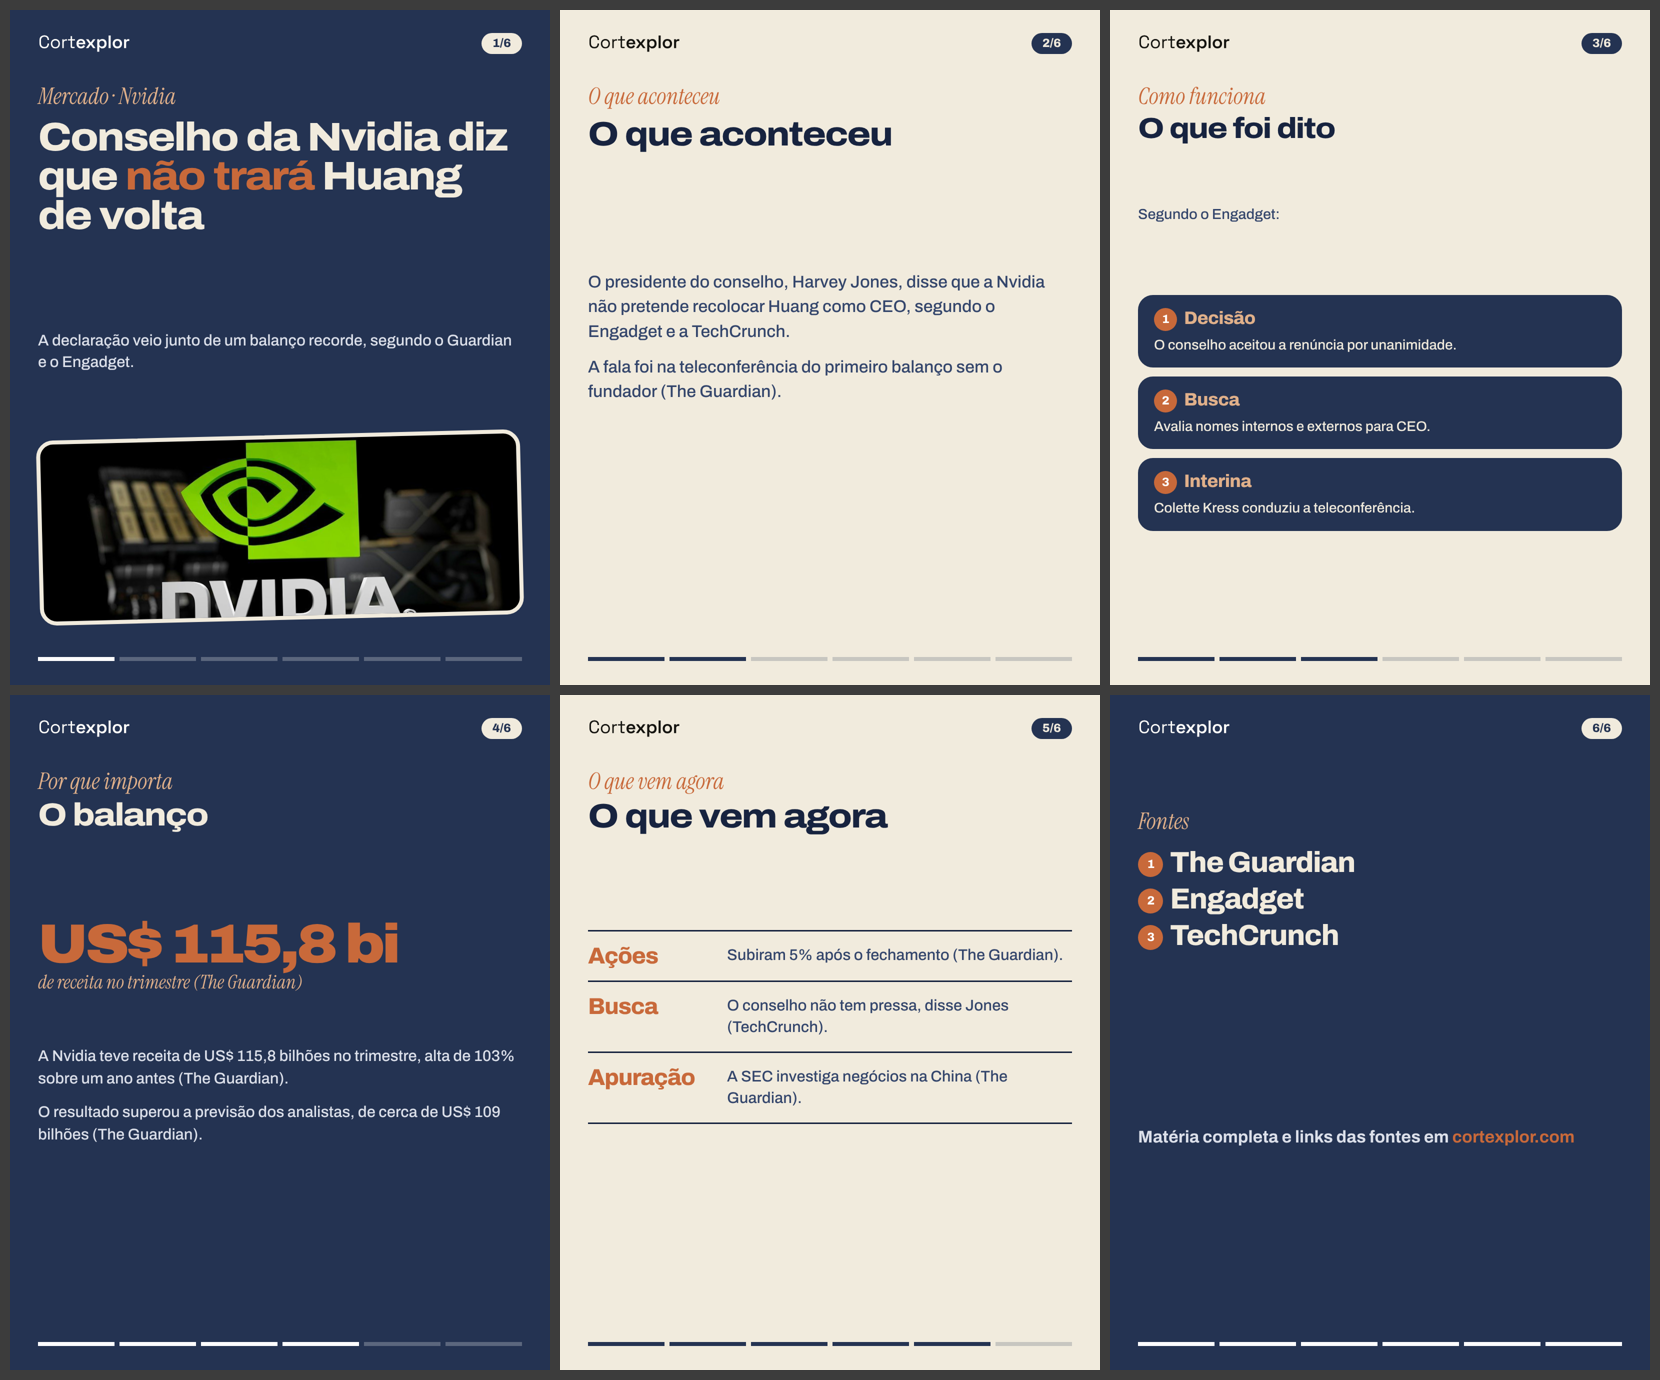 Cortexplor
1/6
Mercado · Nvidia
Conselho da Nvidia diz
que não trará Huang
de volta
A declaração veio junto de um balanço recorde, segundo o Guardian
e o Engadget.
NVIDIA
Cortexplor
2/6
O que aconteceu
O que aconteceu
O presidente do conselho, Harvey Jones, disse que a Nvidia
não pretende recolocar Huang como CEO, segundo o
Engadget e a TechCrunch.
A fala foi na teleconferência do primeiro balanço sem o
fundador (The Guardian).
Cortexplor
3/6
Como funciona
O que foi dito
Segundo o Engadget:
1 Decisão
O conselho aceitou a renúncia por unanimidade.
2 Busca
Avalia nomes internos e externos para CEO.
3 Interina
Colette Kress conduziu a teleconferência.
Cortexplor
4/6
Por que importa
O balanço
US$ 115,8 bi
de receita no trimestre (The Guardian)
A Nvidia teve receita de US$ 115,8 bilhões no trimestre, alta de 103%
sobre um ano antes (The Guardian).
O resultado superou a previsão dos analistas, de cerca de US$ 109
bilhões (The Guardian).
Cortexplor
5/6
O que vem agora
O que vem agora
Ações
Subiram 5% após o fechamento (The Guardian).
Busca
O conselho não tem pressa, disse Jones
(TechCrunch).
Apuração
A SEC investiga negócios na China (The
Guardian).
Cortexplor
6/6
Fontes
1 The Guardian
2 Engadget
3 TechCrunch
Matéria completa e links das fontes em cortexplor.com